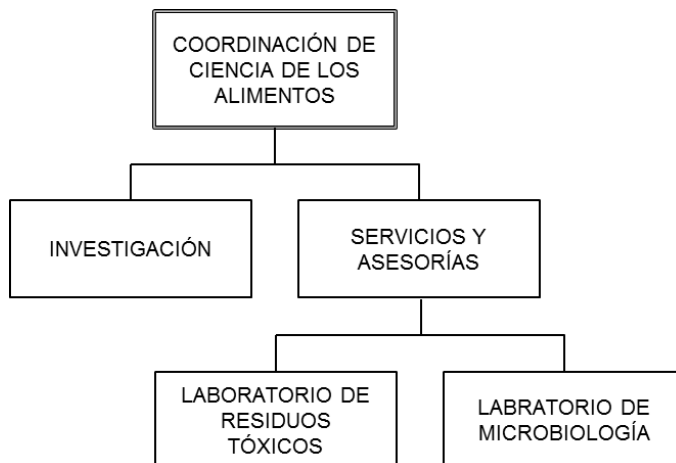 COORDINACIÓN DE
CIENCIA DE LOS
ALIMENTOS
INVESTIGACIÓN
SERVICIOS Y
ASESORÍAS
LABORATORIO DE
RESIDUOS
TÓXICOS
LABRATORIO DE
MICROBIOLOGÍA